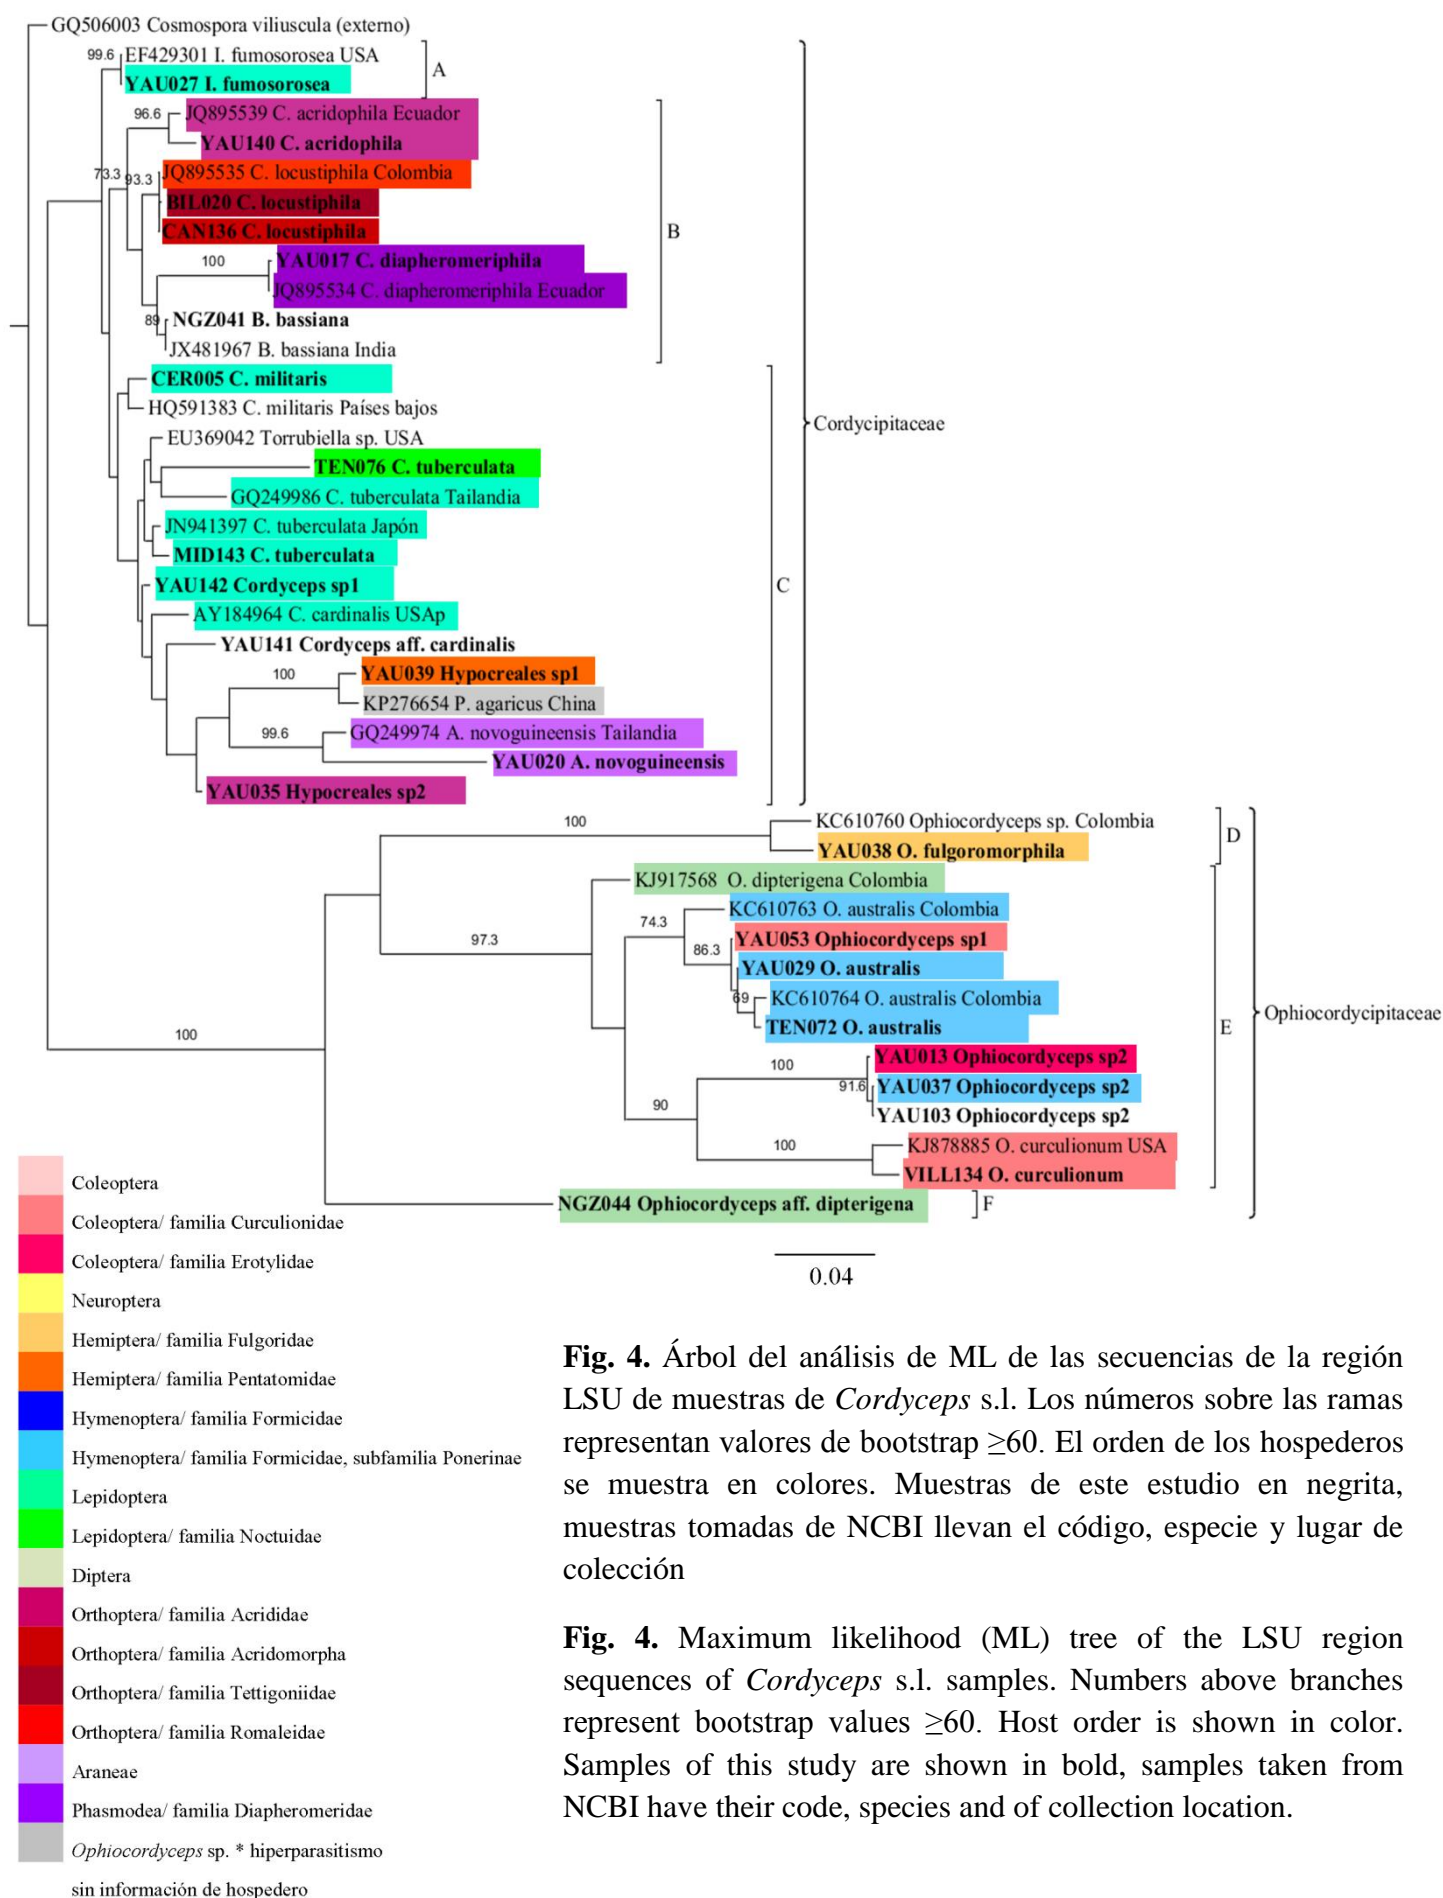 GQ506003 Cosmospora viliuscula (externo)
99.6
EF429301 I. fumosorosea USA
A
YAU027 I. fumosorosea
96.6
JQ895539 C. acridophila Ecuador
YAU140 C. acridophila
73.3
93.3
JQ895535 C. locustiphila Colombia
BIL020 C. locustiphila
CAN136 C. locustiphila
B
100
YAU017 C. diapheromeriphila
JQ895534 C. diapheromeriphila Ecuador
89
NGZ041 B. bassiana
JX481967 B. bassiana India
CER005 C. militaris
HQ591383 C. militaris Países bajos
Cordycipitaceae
EU369042 Torrubiella sp. USA
TEN076 C. tuberculata
GQ249986 C. tuberculata Tailandia
JN941397 C. tuberculata Japón
MID143 C. tuberculata
YAU142 Cordyceps sp1
C
AY184964 C. cardinalis USAp
YAU141 Cordyceps aff. cardinalis
100
YAU039 Hypocreales sp1
KP276654 P. agaricus China
99.6
GQ249974 A. novoguineensis Tailandia
YAU020 A. novoguineensis
YAU035 Hypocreales sp2
100
KC610760 Ophiocordyceps sp. Colombia
D
YAU038 O. fulgoromorphila
KJ917568 O. dipterigena Colombia
74.3
KC610763 O. australis Colombia
97.3
86.3
YAU053 Ophiocordyceps sp1
YAU029 O. australis
69
KC610764 O. australis Colombia
Ophiocordycipitaceae
100
TEN072 O. australis
E
100
YAU013 Ophiocordyceps sp2
91.6
YAU037 Ophiocordyceps sp2
90
YAU103 Ophiocordyceps sp2
100
KJ878885 O. curculionum USA
VILL134 O. curculionum
NGZ044 Ophiocordyceps aff. dipterigena
F
0.04
Coleoptera
Coleoptera/ familia Curculionidae
Coleoptera/ familia Erotylidae
Neuroptera
Hemiptera/ familia Fulgoridae
Hemiptera/ familia Pentatomidae
Hymenoptera/ familia Formicidae
Hymenoptera/ familia Formicidae, subfamilia Ponerinae
Lepidoptera
Lepidoptera/ familia Noctuidae
Diptera
Orthoptera/ familia Acrididae
Orthoptera/ familia Acridomorpha
Orthoptera/ familia Tettigoniidae
Orthoptera/ familia Romaleidae
Araneae
Phasmodea/ familia Diapheromeridae
Ophiocordyceps sp. * hiperparasitismo
sin información de hospedero
Fig. 4. Árbol del análisis de ML de las secuencias de la región
LSU de muestras de Cordyceps s.l. Los números sobre las ramas
representan valores de bootstrap ≥60. El orden de los hospederos
se muestra en colores. Muestras de este estudio en negrita,
muestras tomadas de NCBI llevan el código, especie y lugar de
colección
Fig. 4. Maximum likelihood (ML) tree of the LSU region
sequences of Cordyceps s.l. samples. Numbers above branches
represent bootstrap values ≥60. Host order is shown in color.
Samples of this study are shown in bold, samples taken from
NCBI have their code, species and of collection location.